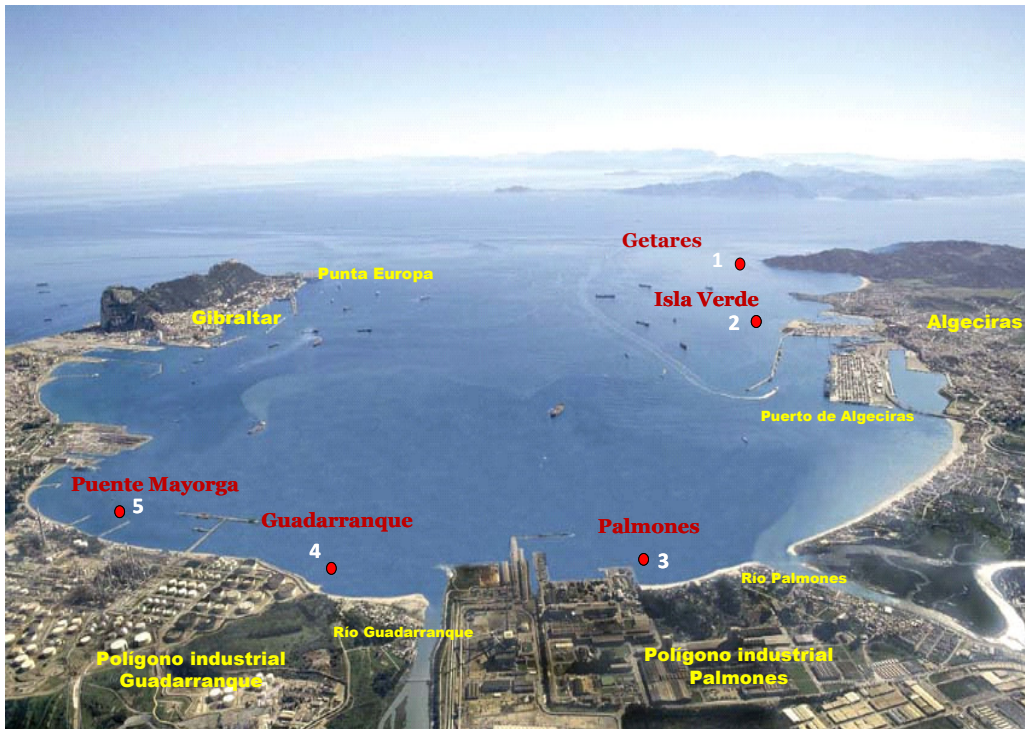 Getares
1
Punta Europa
Isla Verde
Gibraltar
2
Algeciras
Puerto de Algeciras
Puente Mayorga
5
Guadarranque
Palmones
4
3
Río Palmones
Río Guadarranque
Polígono industrial
Guadarranque
Polígono industrial
Palmones